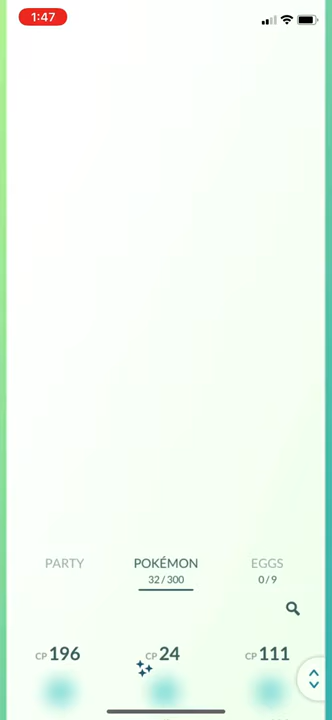 1:47
PARTY POKÉMON EGGS
32 / 300 0 / 9
CP 196 CP 24 CP 111